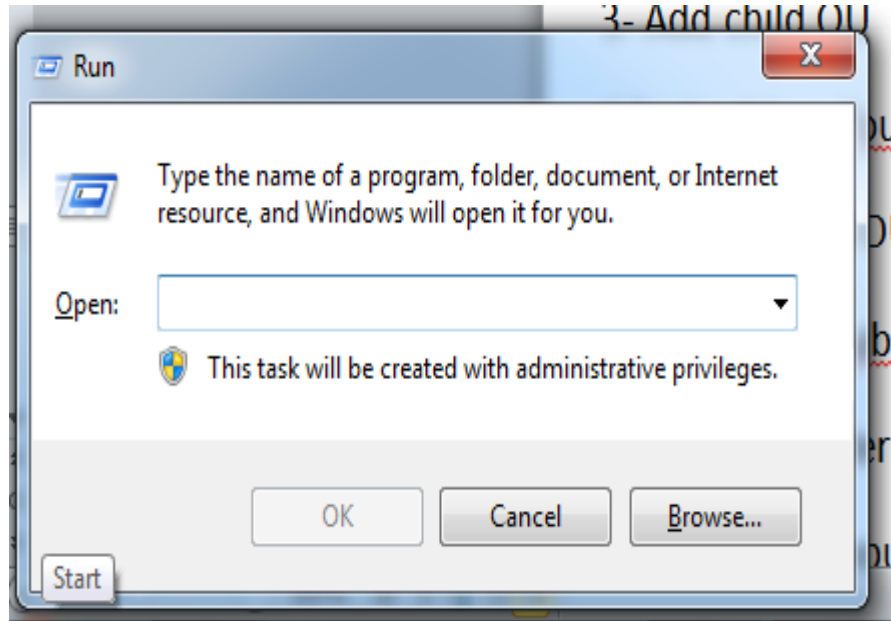 3- Add child OU
Run
Type the name of a program, folder, document, or Internet
resource, and Windows will open it for you.
Open:
This task will be created with administrative privileges.
OK Cancel Browse...
Start